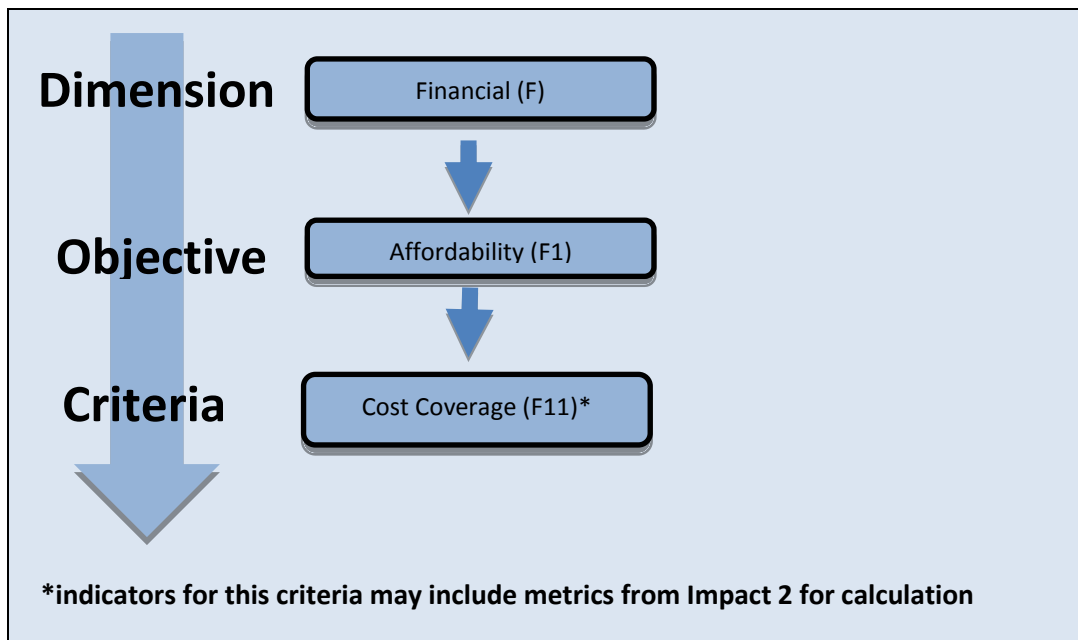 Dimension
Financial (F)
Objective
Affordability (F1)
Criteria
Cost Coverage (F11)*
*indicators for this criteria may include metrics from Impact 2 for calculation